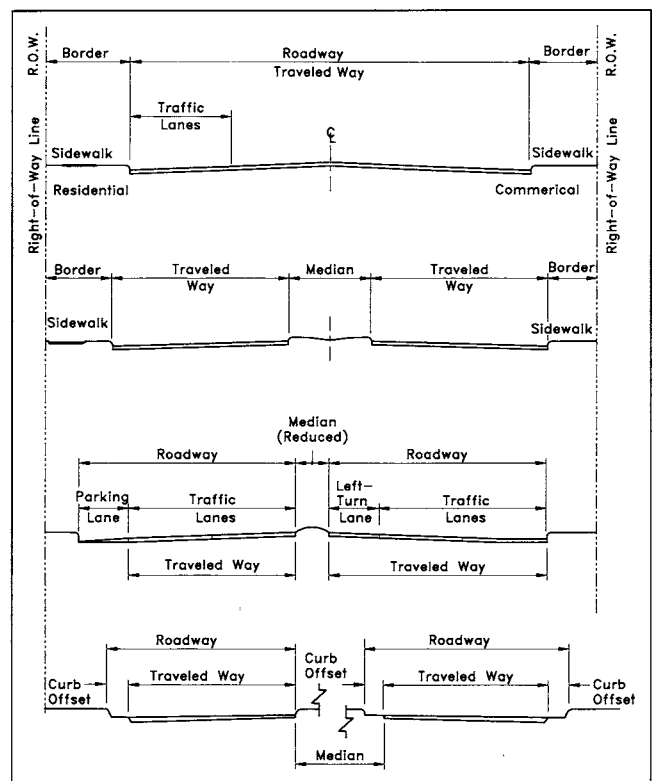 R.O.W.
Border
Roadway
Border
R.O.W.
Traveled Way
Traffic
Lanes
℄
Sidewalk
Sidewalk
Residential
Commerical
Right-of-Way Line
Right-of-Way Line
Border
Traveled
Way
Median
Traveled
Way
Border
Sidewalk
Sidewalk
Median
(Reduced)
Roadway
Roadway
Parking
Lane
Traffic
Lanes
Left-
Turn
Lane
Traffic
Lanes
Traveled Way
Traveled Way
Roadway
Roadway
Curb
Offset
Traveled Way
Curb
Offset
Traveled Way
Curb
Offset
Median